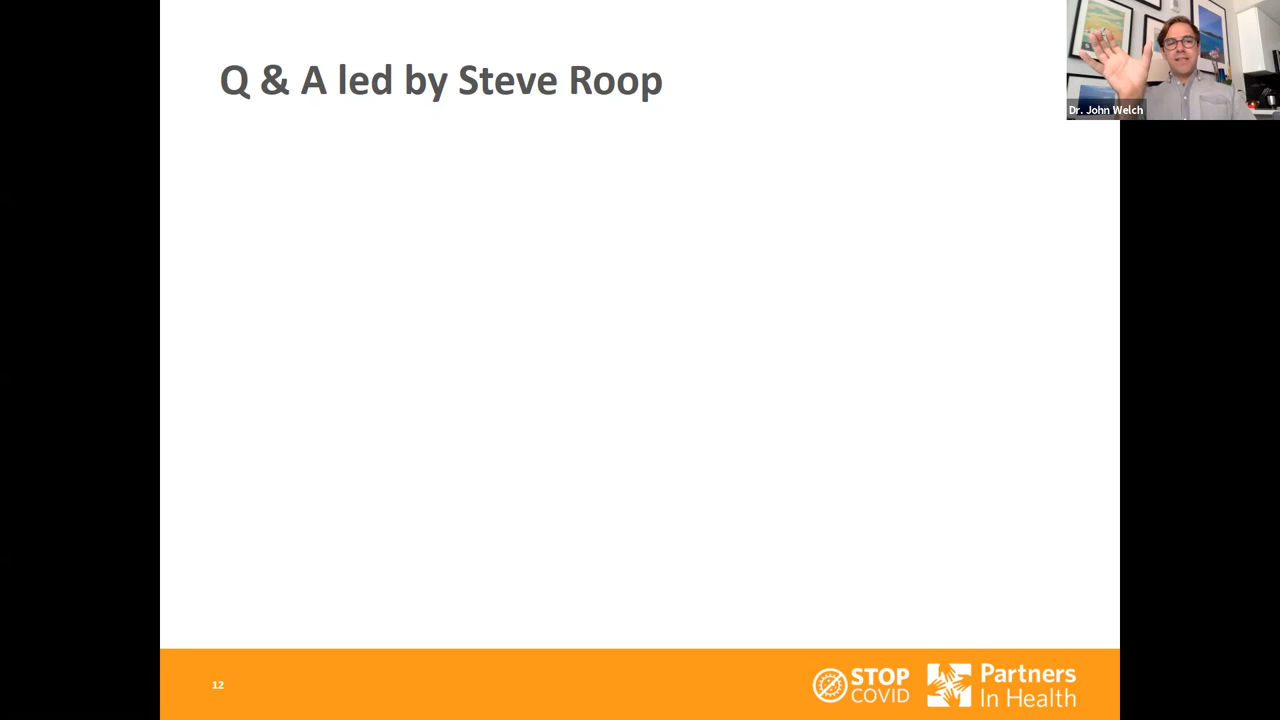 Q & A led by Steve Roop
Dr. John Welch
12
STOP
COVID
Partners
In Health